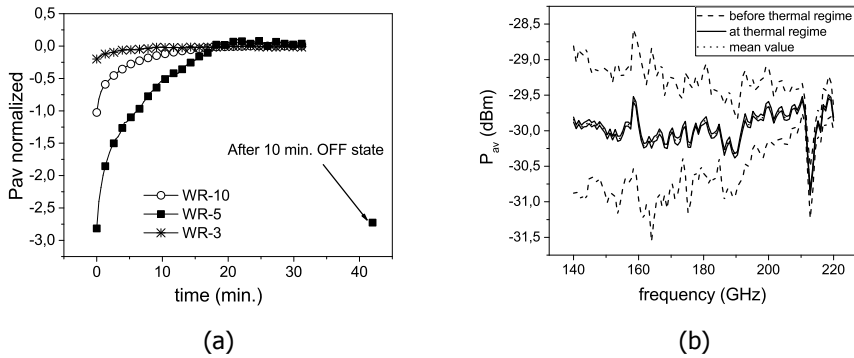 0,0
-0,5
-1,0
-1,5
-2,0
-2,5
-3,0
Pav normalized
After 10 min. OFF state
WR-10
WR-5
WR-3
0
10
20
30
40
time (min.)
(a)
before thermal regime
at thermal regime
mean value
-28,5
-29,0
-29,5
-30,0
-30,5
-31,0
-31,5
P_av (dBm)
140
160
180
200
220
frequency (GHz)
(b)